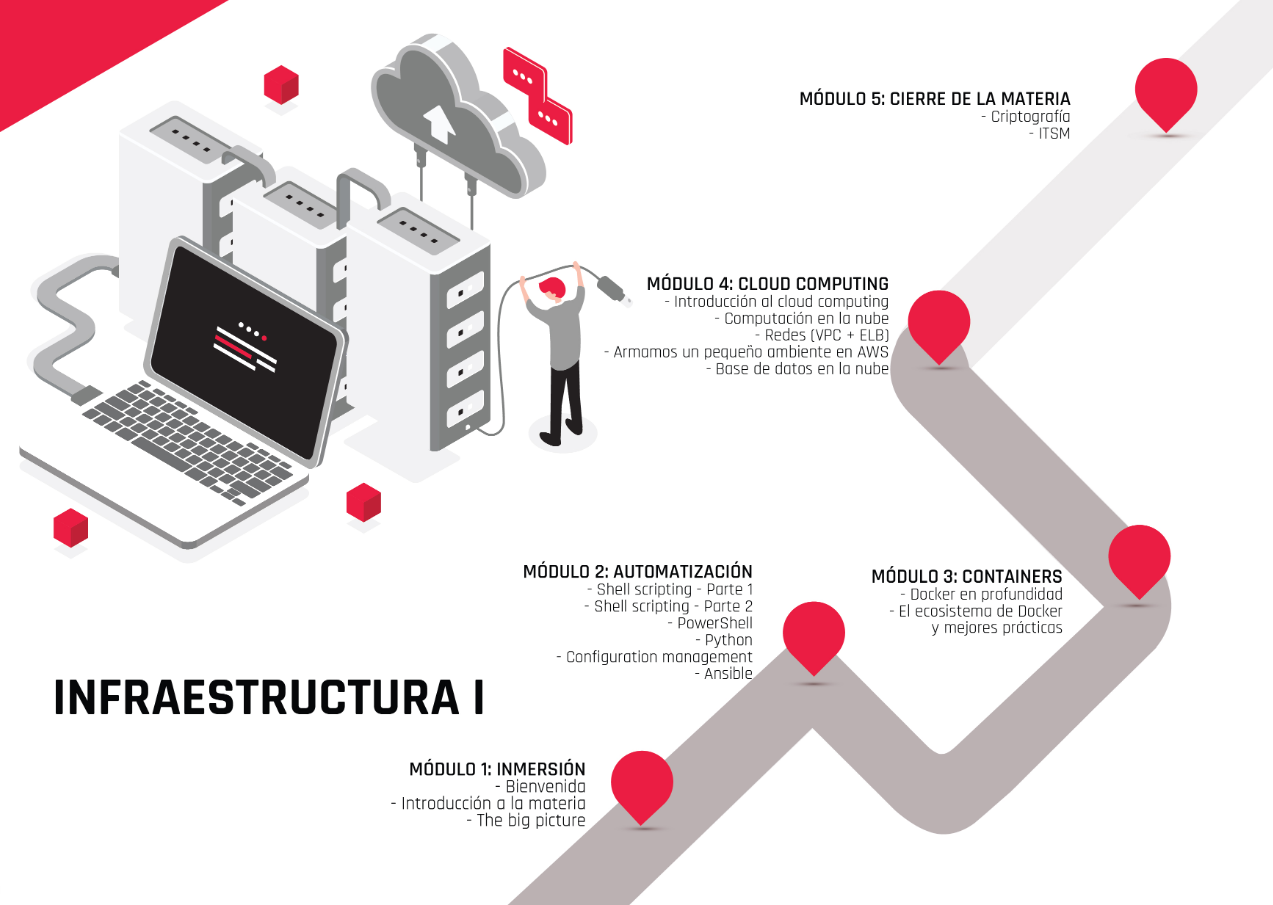 INFRAESTRUCTURA I
MÓDULO 1: INMERSIÓN
- Bienvenida
- Introducción a la materia
- The big picture
MÓDULO 2: AUTOMATIZACIÓN
- Shell scripting - Parte 1
- Shell scripting - Parte 2
- PowerShell
- Python
- Configuration management
- Ansible
MÓDULO 3: CONTAINERS
- Docker en profundidad
- El ecosistema de Docker
y mejores prácticas
MÓDULO 4: CLOUD COMPUTING
- Introducción al cloud computing
- Computación en la nube
- Redes (VPC + ELB)
- Armamos un pequeño ambiente en AWS
- Base de datos en la nube
MÓDULO 5: CIERRE DE LA MATERIA
- Criptografía
- ITSM